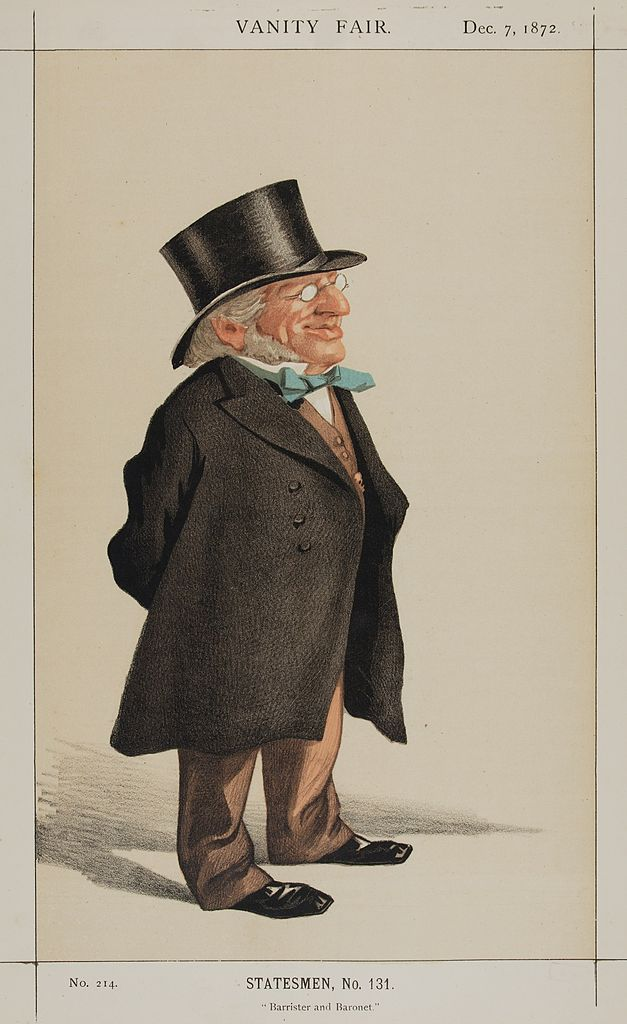 VANITY FAIR. Dec. 7, 1872.
No. 214. STATESMEN, No. 131.
"Barrister and Baronet."